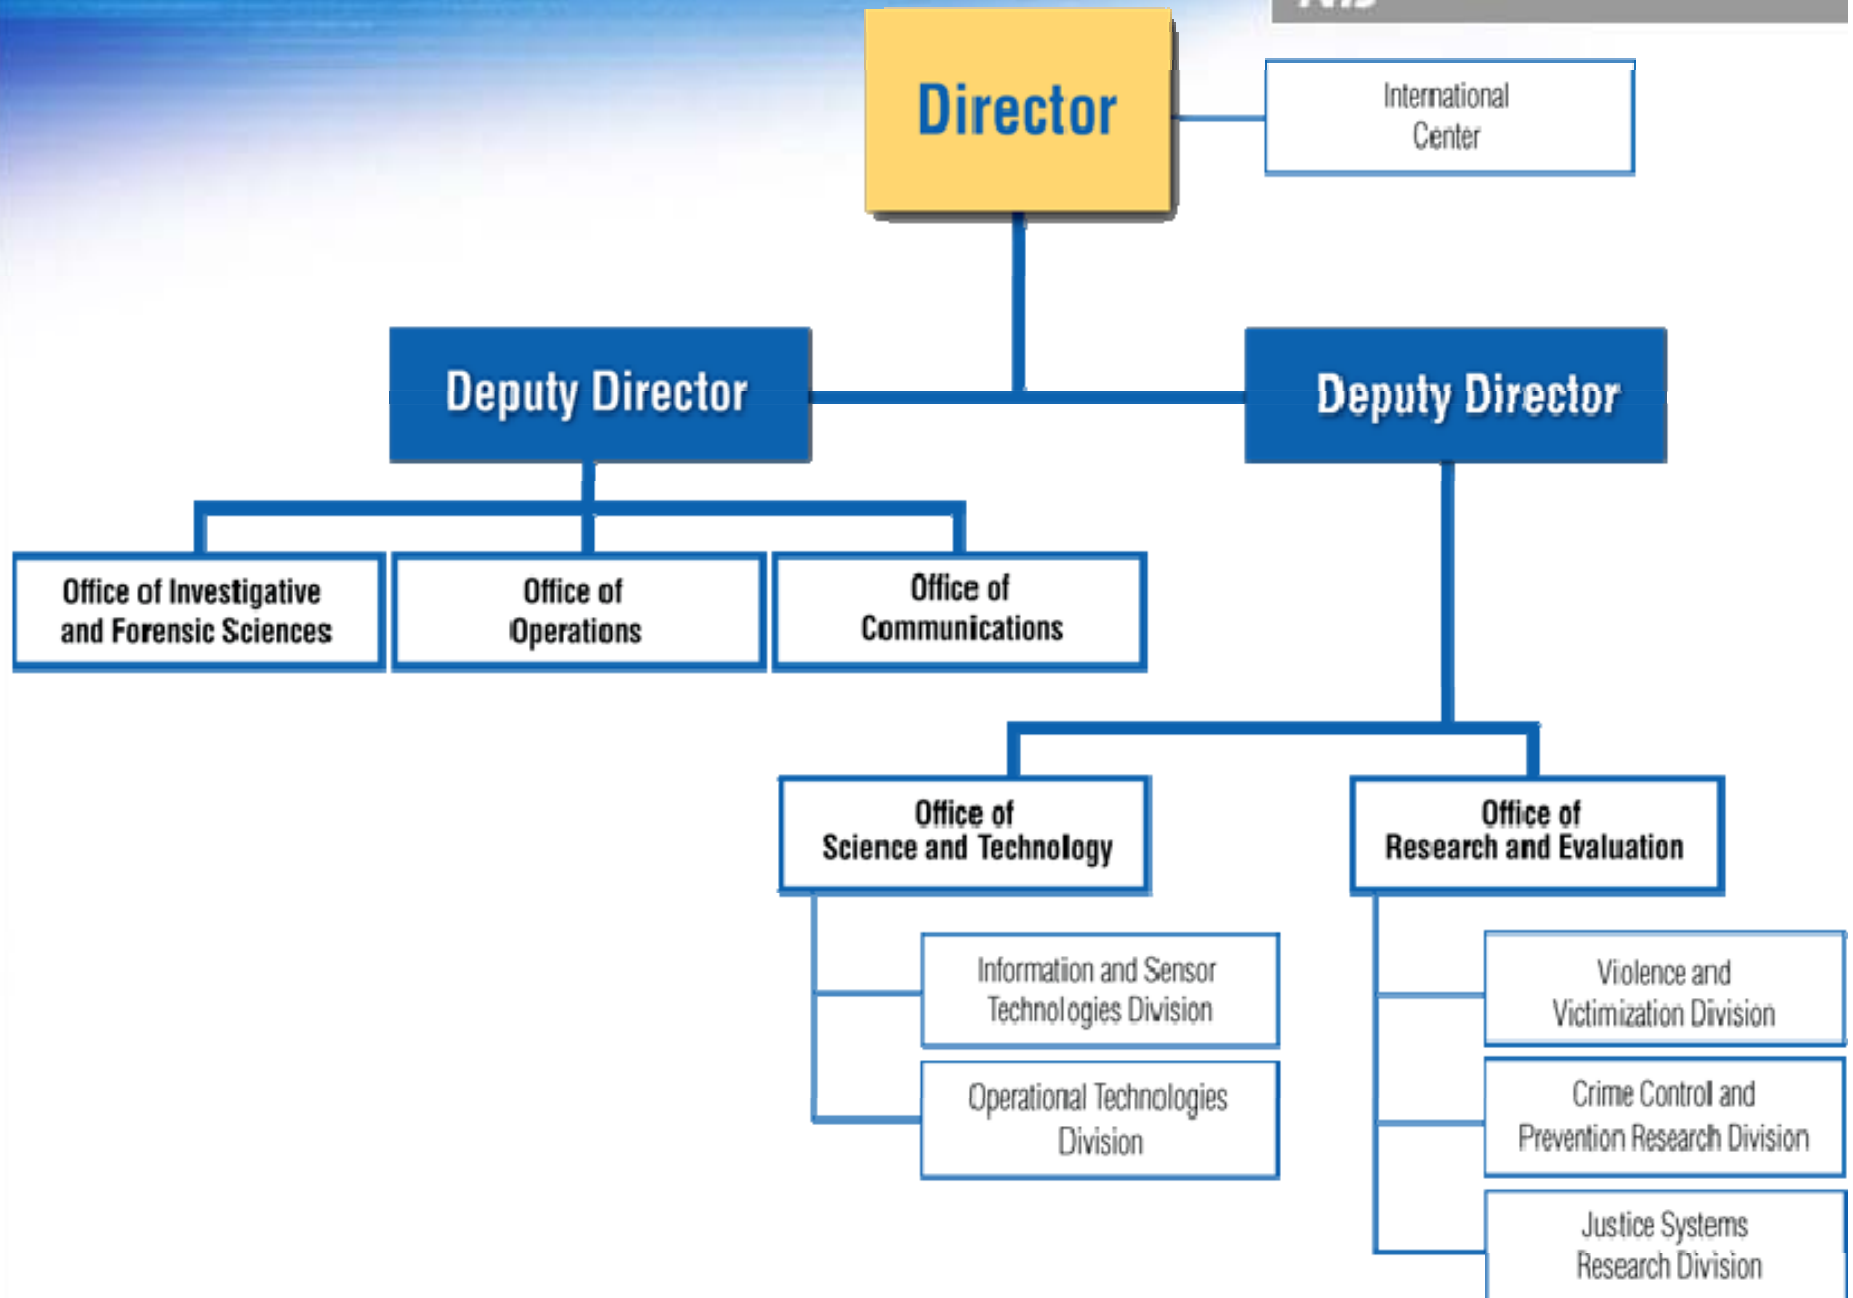 Director
International
Center
Deputy Director
Deputy Director
Office of Investigative
and Forensic Sciences
Office of
Operations
Office of
Communications
Office of
Science and Technology
Office of
Research and Evaluation
Information and Sensor
Technologies Division
Operational Technologies
Division
Violence and
Victimization Division
Crime Control and
Prevention Research Division
Justice Systems
Research Division